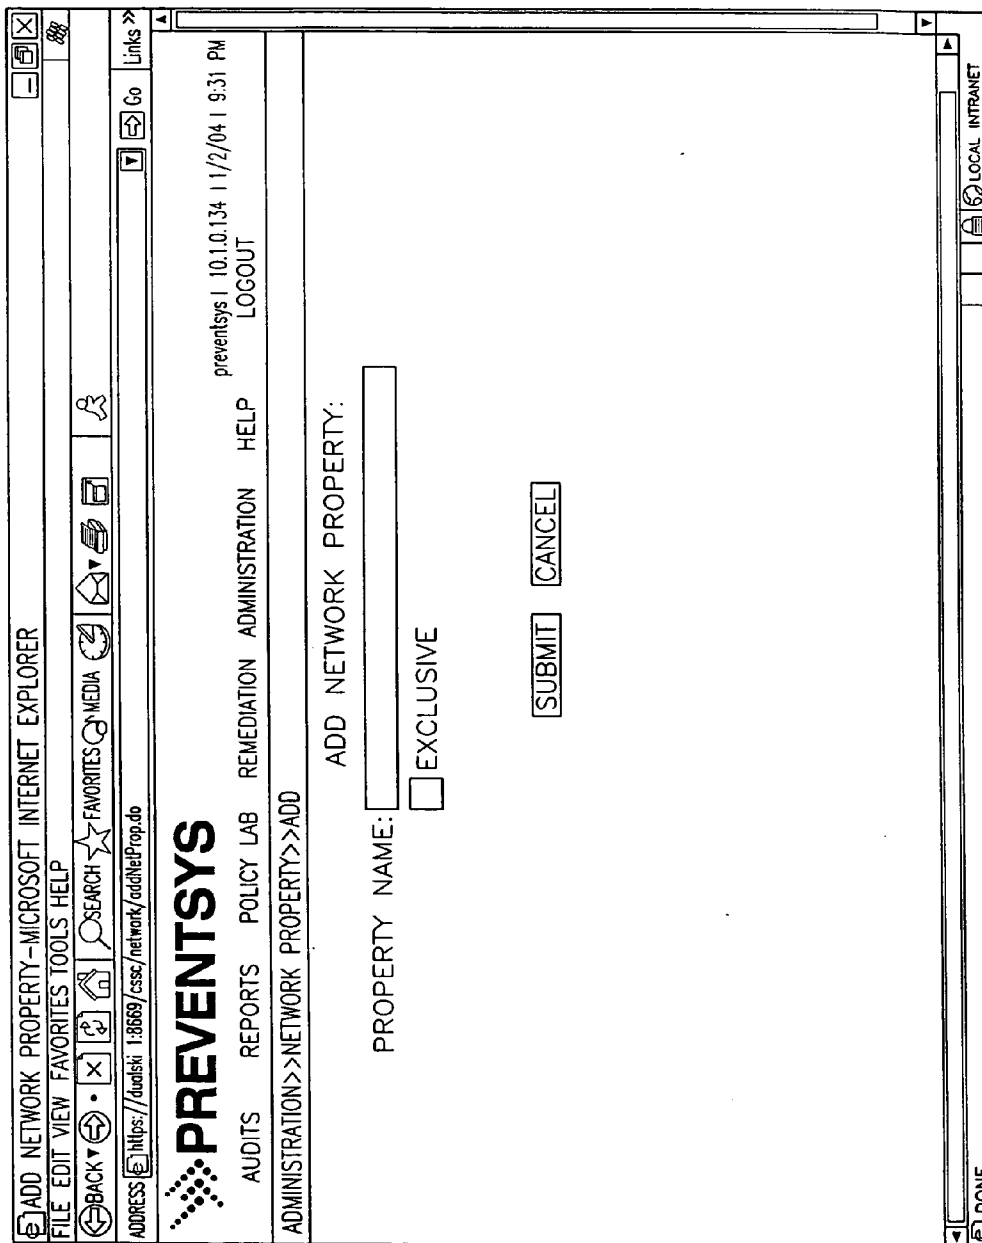 ADD NETWORK PROPERTY-MICROSOFT INTERNET EXPLORER
FILE EDIT VIEW FAVORITES TOOLS HELP
BACK SEARCH FAVORITES MEDIA
ADDRESS https://dualski 1:8669/cssc/network/addNetProp.do Go Links >>
PREVENTSYS
preventsys | 10.1.0.134 | 1/2/04 | 9:31 PM
AUDITS REPORTS POLICY LAB REMEDIATION ADMINISTRATION HELP LOGOUT
ADMINISTRATION>>NETWORK PROPERTY>>ADD
ADD NETWORK PROPERTY:
PROPERTY NAME:
EXCLUSIVE
SUBMIT CANCEL
DONE LOCAL INTRANET